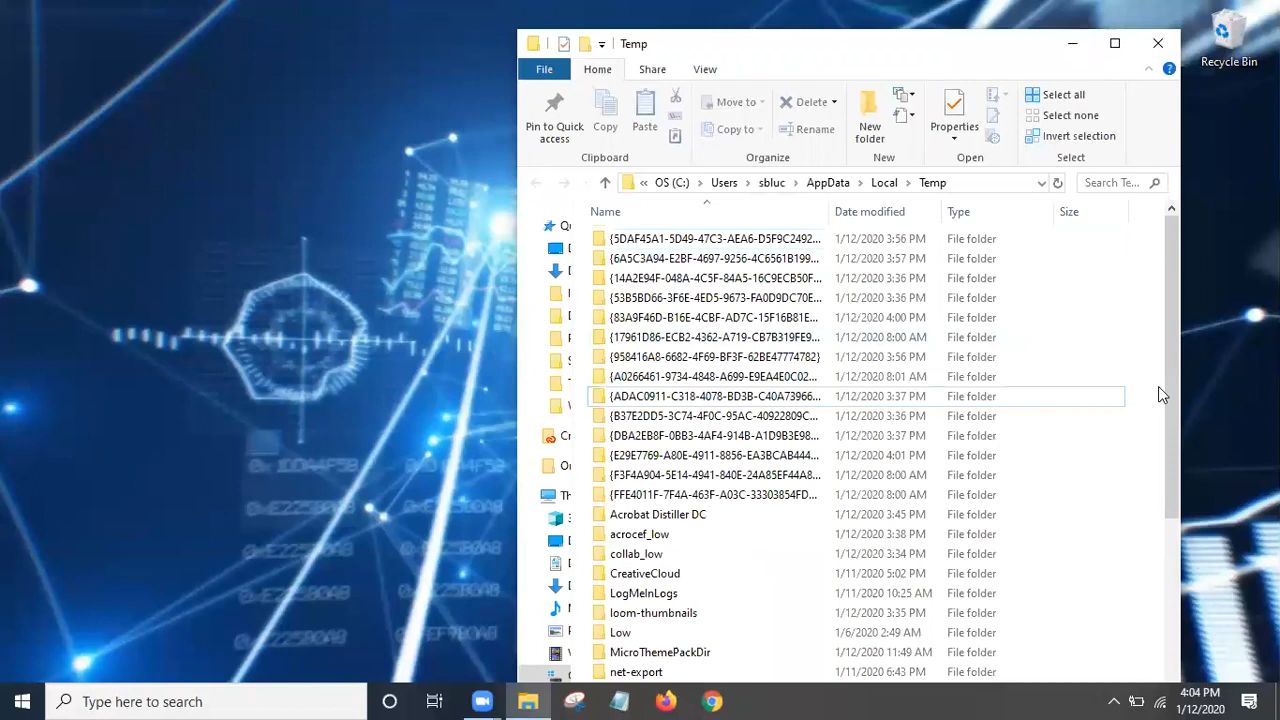 Temp
Recycle Bin
File Home Share View
Pin to Quick access
Copy
Paste
Move to
Copy to
Delete
Rename
New folder
Properties
Select all
Select none
Invert selection
Clipboard Organize New Open Select
« OS (C:) > Users > sbluc > AppData > Local > Temp
Search Te...
Name Date modified Type Size
{5DAF45A1-5D49-47C3-AEA6-D5F9C2492... 1/12/2020 3:56 PM File folder
{6A5C3A94-E2BF-4697-9256-4C6561B199... 1/12/2020 3:57 PM File folder
{14A2E94F-048A-4C5F-84A5-16C9ECB50F... 1/12/2020 3:36 PM File folder
{53B5BD66-3F6E-4ED5-9673-FA0D9DC70E... 1/12/2020 3:36 PM File folder
{83A9F46D-B16E-4CBF-AD7C-15F16B81E... 1/12/2020 4:00 PM File folder
{17961D86-ECB2-4362-A719-CB7B319FE9... 1/12/2020 8:00 AM File folder
{958416A8-6682-4F69-BF3F-62BE47774782} 1/12/2020 3:56 PM File folder
{A0266461-9734-4848-A699-E9EA4E0C02... 1/12/2020 8:01 AM File folder
{ADAC0911-C318-4078-BD3B-C40A73966... 1/12/2020 3:37 PM File folder
{B37E2DD5-3C74-4F0C-95AC-40922809C... 1/12/2020 3:36 PM File folder
{DBA2EB8F-0BB3-4AF4-914B-A1D9B3E98... 1/12/2020 3:37 PM File folder
{E29E7769-A80E-4911-8856-EA3BCAB444... 1/12/2020 4:01 PM File folder
{F3F4A904-5E14-4941-840E-24A85EF44A8... 1/12/2020 8:00 AM File folder
{FFE4011F-7F4A-463F-A03C-33303854FD... 1/12/2020 8:00 AM File folder
Acrobat Distiller DC 1/12/2020 3:45 PM File folder
acrocef_low 1/12/2020 3:38 PM File folder
collab_low 1/12/2020 3:34 PM File folder
CreativeCloud 1/11/2020 5:02 PM File folder
LogMeInLogs 1/11/2020 10:25 AM File folder
loom-thumbnails 1/12/2020 3:35 PM File folder
Low 1/6/2020 2:49 AM File folder
MicroThemePackDir 1/12/2020 11:49 AM File folder
net-export 1/11/2020 6:43 PM File folder
Type here to search
4:04 PM
1/12/2020